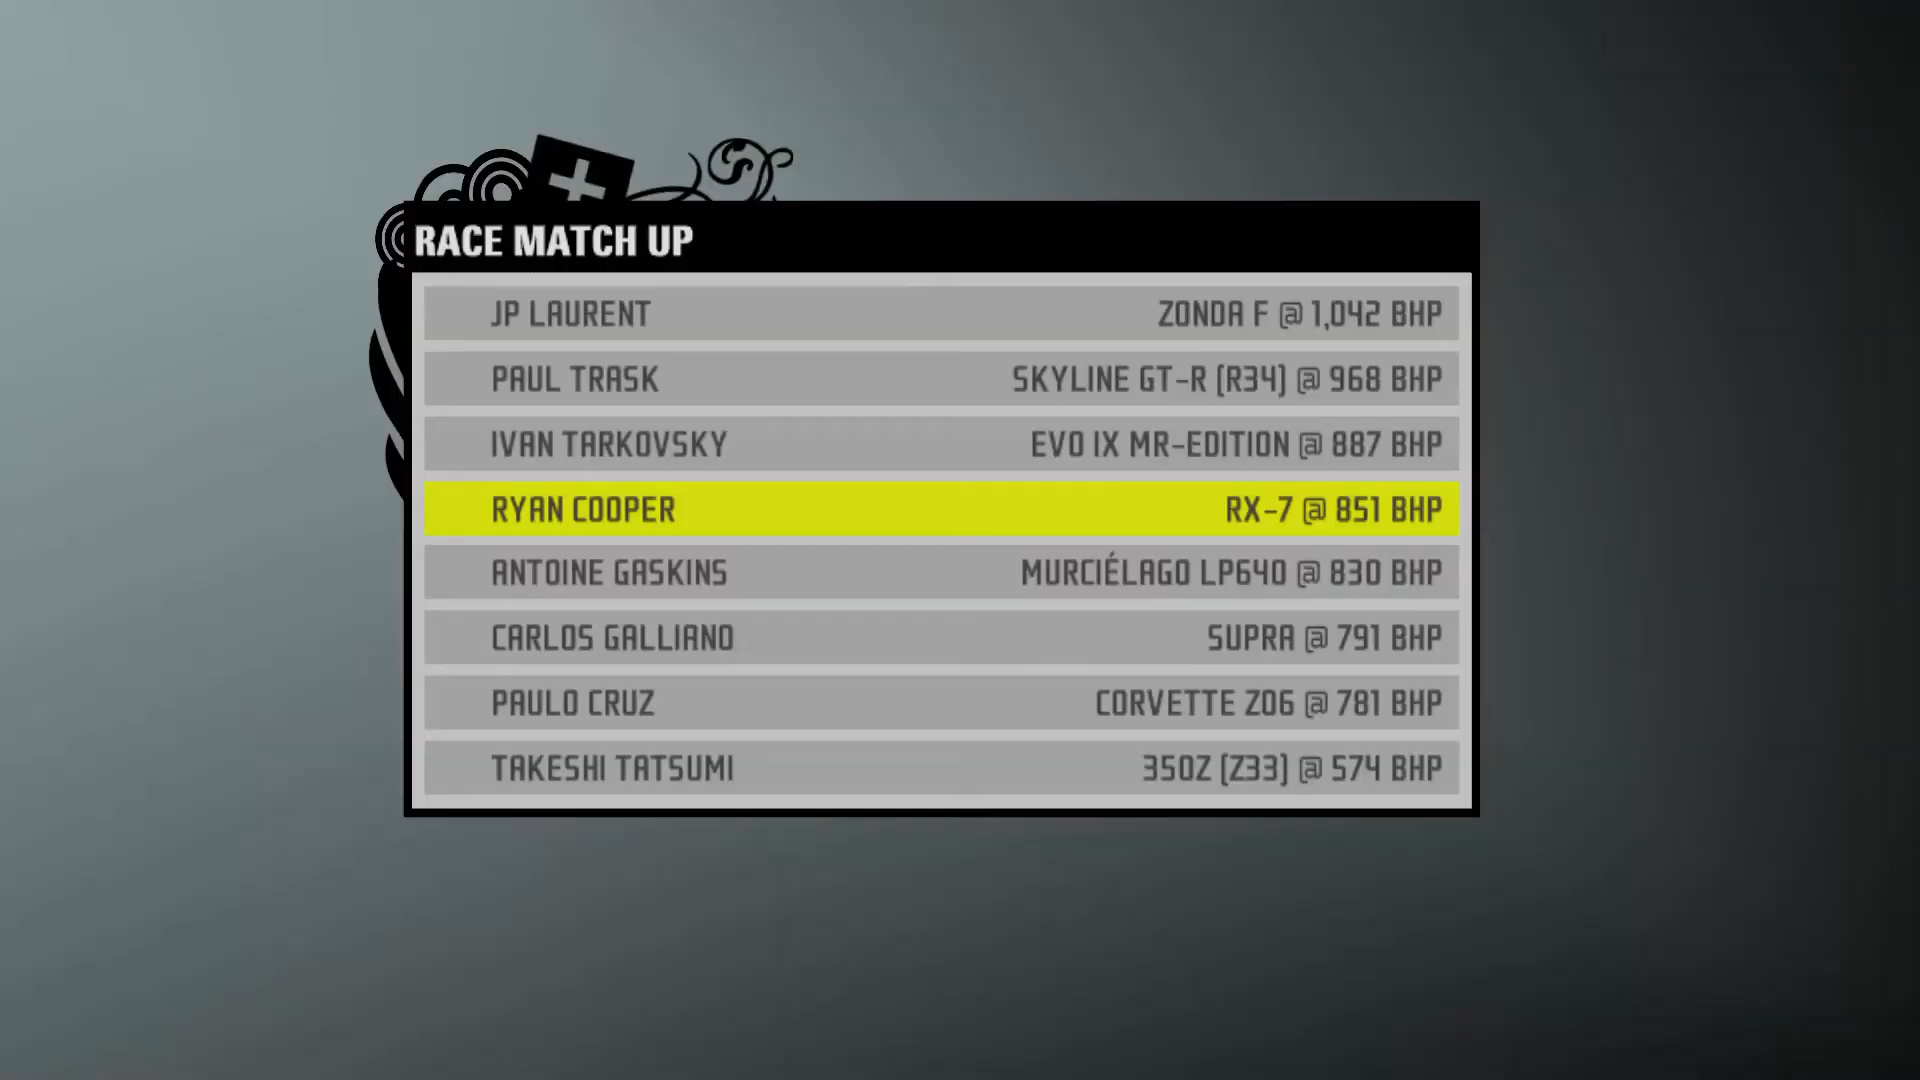 RACE MATCH UP
JP LAURENT ZONDA F @ 1,042 BHP
PAUL TRASK SKYLINE GT-R (R34) @ 968 BHP
IVAN TARKOVSKY EVO IX MR-EDITION @ 887 BHP
RYAN COOPER RX-7 @ 851 BHP
ANTOINE GASKINS MURCIÉLAGO LP640 @ 830 BHP
CARLOS GALLIANO SUPRA @ 791 BHP
PAULO CRUZ CORVETTE Z06 @ 781 BHP
TAKESHI TATSUMI 350Z (Z33) @ 574 BHP